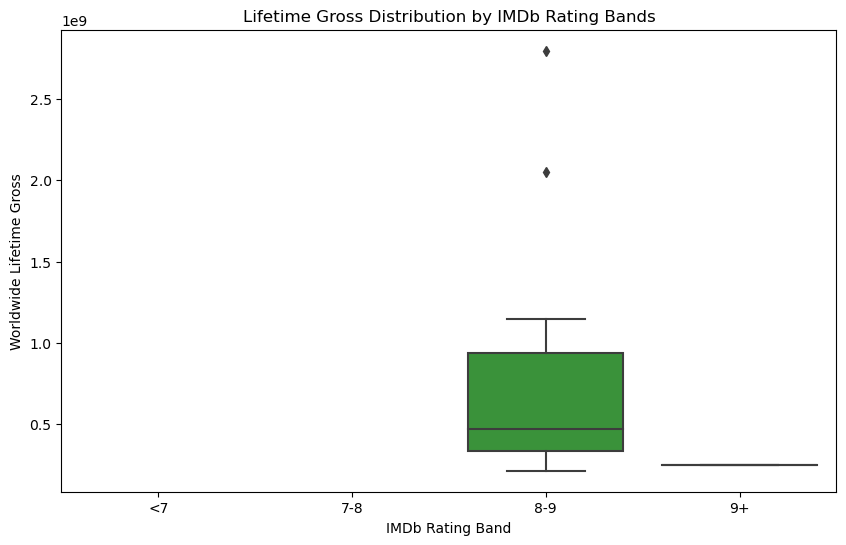 Lifetime Gross Distribution by IMDb Rating Bands
1e9
2.5
2.0
1.5
1.0
0.5
Worldwide Lifetime Gross
<7 7-8 8-9 9+
IMDb Rating Band